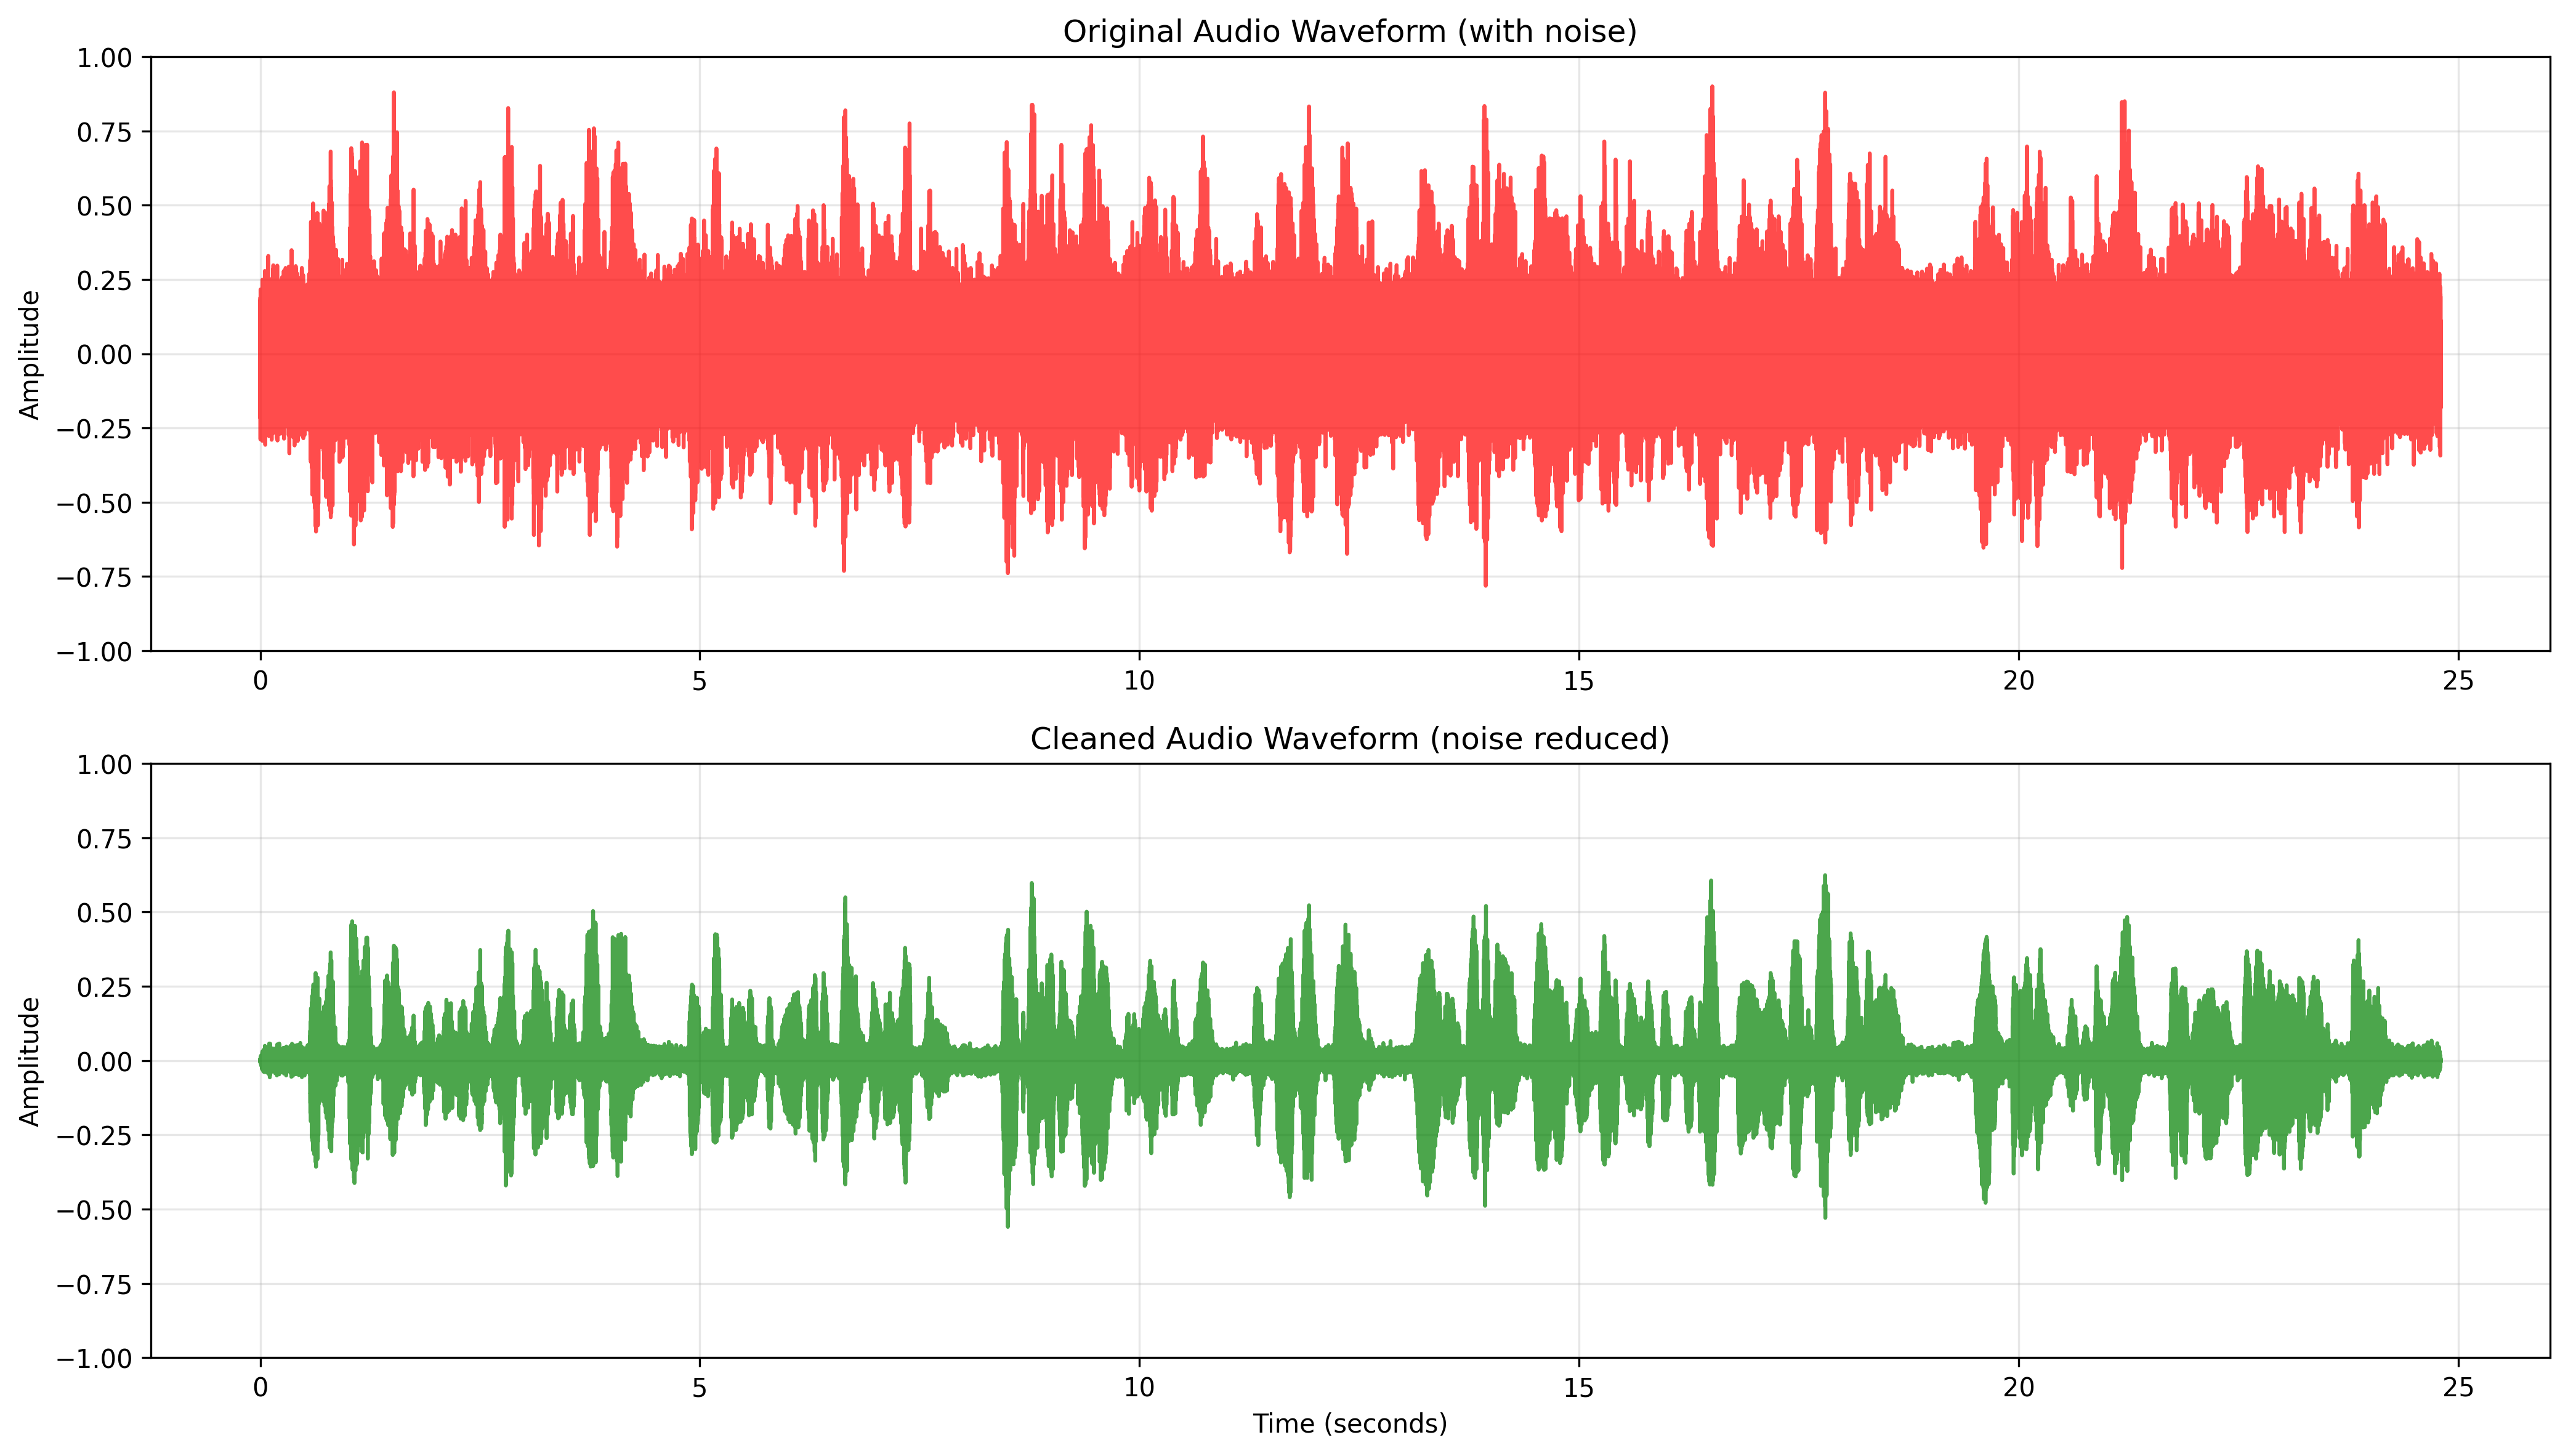 Original Audio Waveform (with noise)
1.00
0.75
0.50
0.25
0.00
−0.25
−0.50
−0.75
−1.00
Amplitude
0 5 10 15 20 25
Cleaned Audio Waveform (noise reduced)
1.00
0.75
0.50
0.25
0.00
−0.25
−0.50
−0.75
−1.00
Amplitude
0 5 10 15 20 25
Time (seconds)